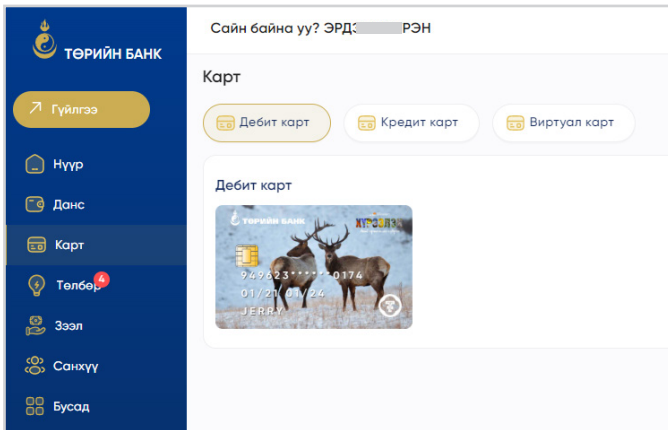 ТӨРИЙН БАНК
Сайн байна уу? ЭРДЭ РЭН
Гүйлгээ
Нүүр
Данс
Карт
Төлбөр 4
Зээл
Санхүү
Бусад
Карт
Дебит карт
Кредит карт
Виртуал карт
Дебит карт
ТӨРИЙН БАНК
949623******0174
01/21/01/24
JERRY